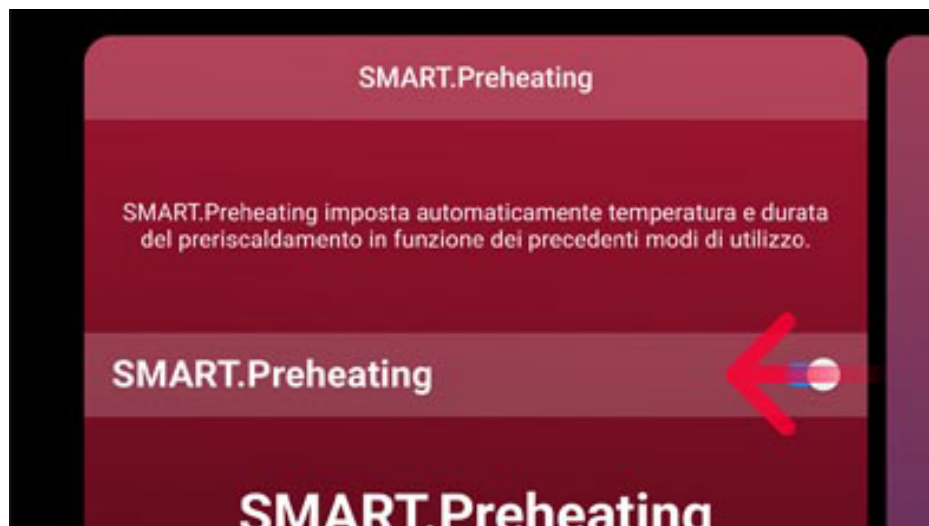 SMART.Preheating
SMART.Preheating imposta automaticamente temperatura e durata
del preriscaldamento in funzione dei precedenti modi di utilizzo.
SMART.Preheating
SMART.Preheating